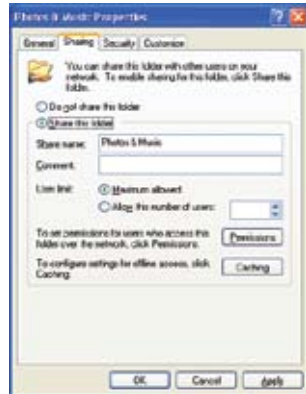 Photos & Music Properties
General Sharing Security Customize
You can share this folder with other users on your
network. To enable sharing for this folder, click Share this
folder.
Do not share this folder
Share this folder
Share name: Photos & Music
Comment:
User limit: Maximum allowed
Allow this number of users:
To set permissions for users who access this
folder over the network, click Permissions.
Permissions
To configure settings for offline access, click
Caching.
Caching
OK Cancel Apply